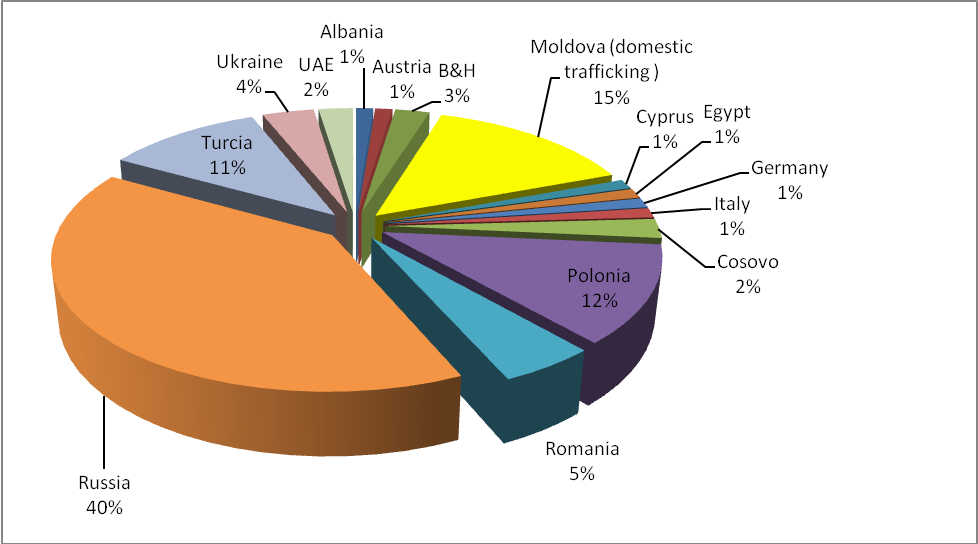 Albania
1%
Austria
1%
B&H
3%
Moldova (domestic
trafficking )
15%
Cyprus
1%
Egypt
1%
Germany
1%
Italy
1%
Cosovo
2%
Polonia
12%
Romania
5%
Russia
40%
Turcia
11%
Ukraine
4%
UAE
2%